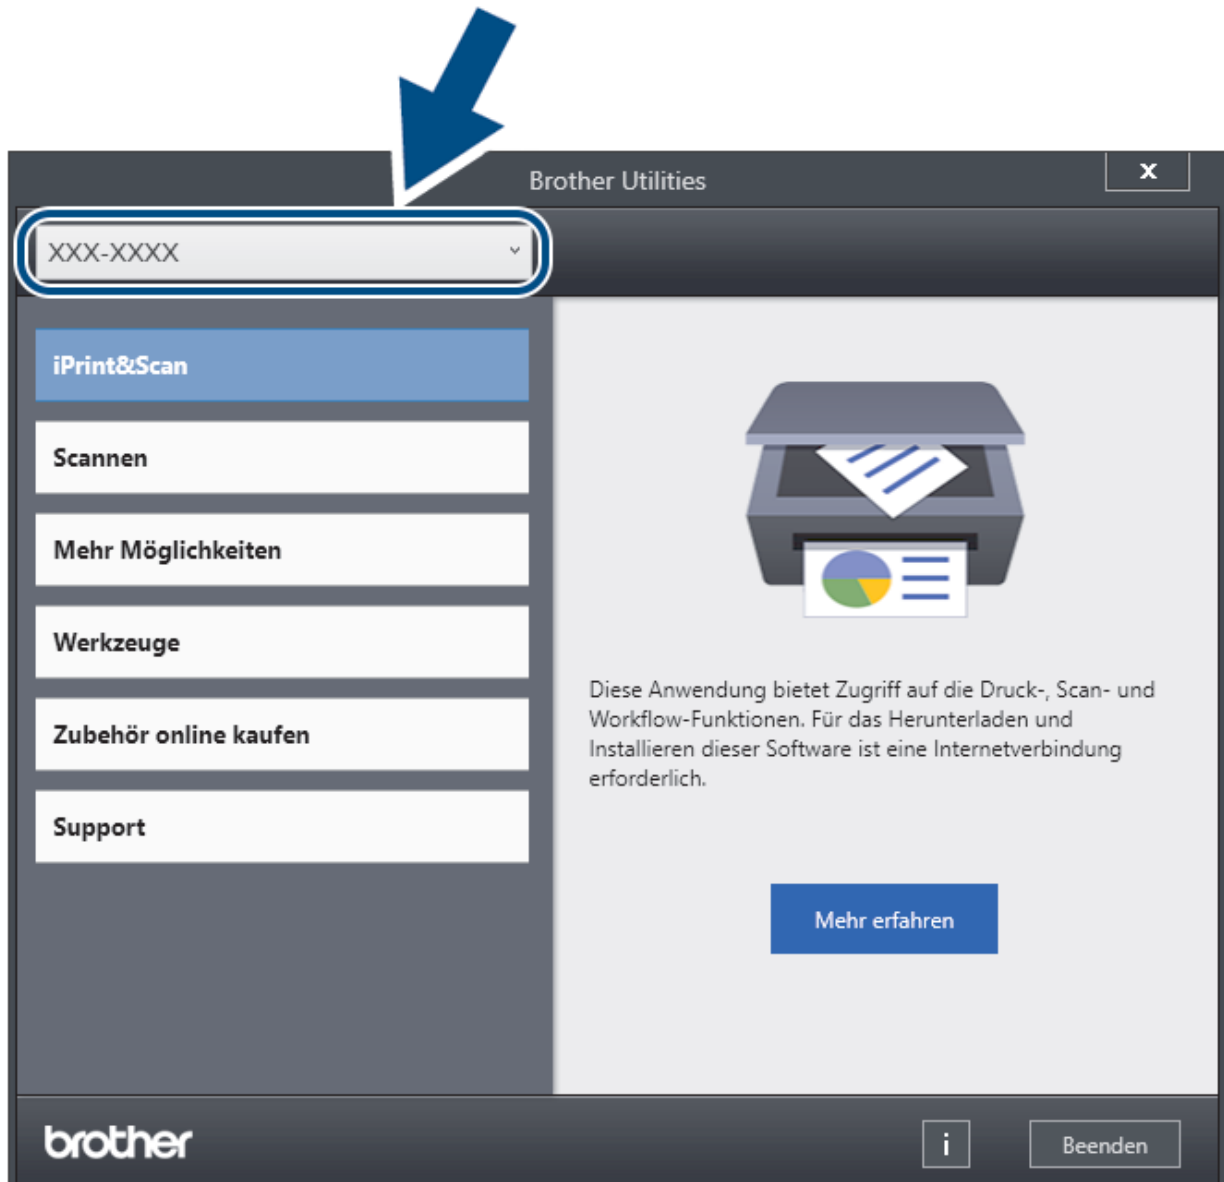 Brother Utilities
x
XXX-XXXX
iPrint&Scan
Scannen
Mehr Möglichkeiten
Werkzeuge
Zubehör online kaufen
Support
Diese Anwendung bietet Zugriff auf die Druck-, Scan- und
Workflow-Funktionen. Für das Herunterladen und
Installieren dieser Software ist eine Internetverbindung
erforderlich.
Mehr erfahren
brother
i
Beenden